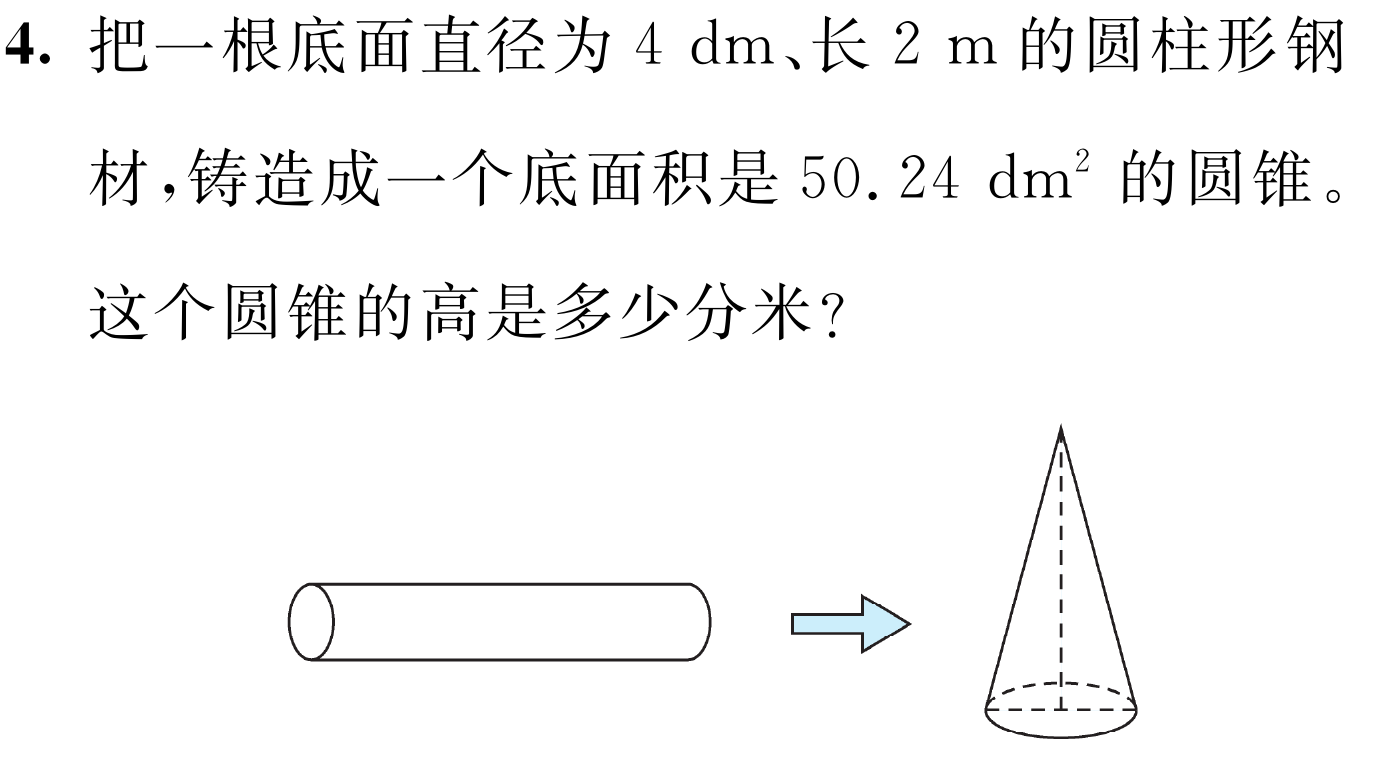 4. 把一根底面直径为 4 dm、长 2 m 的圆柱形钢
材,铸造成一个底面积是 50.24 dm² 的圆锥。
这个圆锥的高是多少分米?